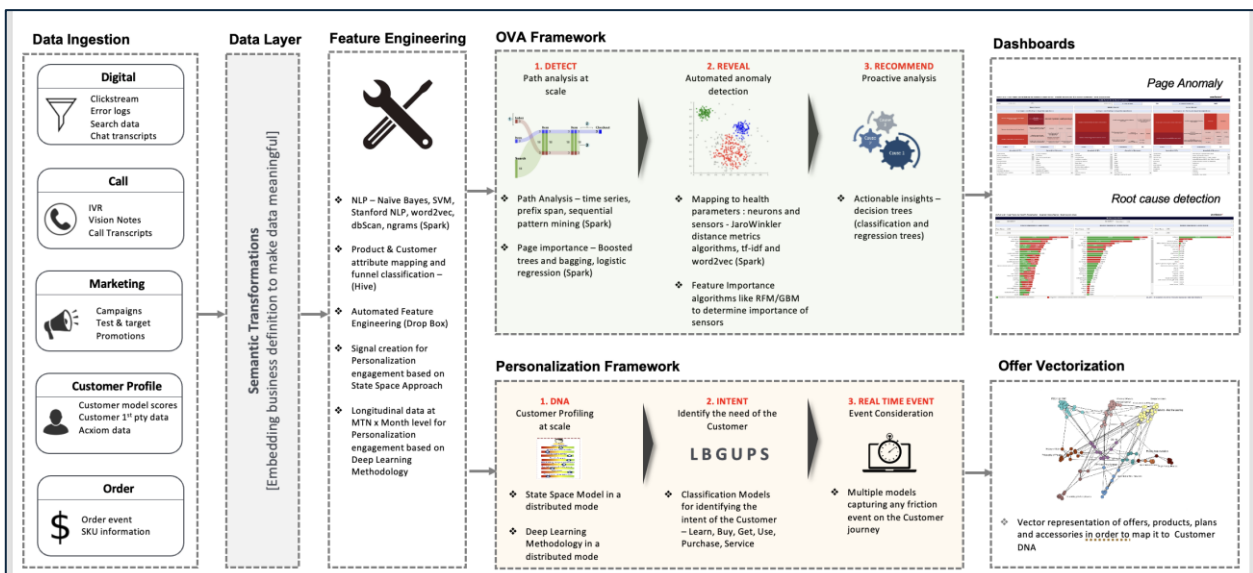 Data Ingestion
Digital
Clickstream
Error logs
Search data
Chat transcripts
Call
IVR
Vision Notes
Call Transcripts
Marketing
Campaigns
Test & target
Promotions
Customer Profile
Customer model scores
Customer 1st pty data
Acxiom data
Order
$
Order event
SKU information
Data Layer
Semantic Transformations
[Embedding business definition to make data meaningful]
Feature Engineering
❖ NLP – Naïve Bayes, SVM,
Stanford NLP, word2vec,
dbScan, ngrams (Spark)
❖ Product & Customer
attribute mapping and
funnel classification –
(Hive)
❖ Automated Feature
Engineering (Drop Box)
❖ Signal creation for
Personalization
engagement based on
State Space Approach
❖ Longitudinal data at
MTN x Month level for
Personalization
engagement based on
Deep Learning
Methodology
OVA Framework
1. DETECT
Path analysis at
scale
❖ Path Analysis – time series,
prefix span, sequential
pattern mining (Spark)
❖ Page importance – Boosted
trees and bagging, logistic
regression (Spark)
2. REVEAL
Automated anomaly
detection
❖ Mapping to health
parameters : neurons and
sensors - JaroWinkler
distance metrics
algorithms, tf-idf and
word2vec (Spark)
❖ Feature Importance
algorithms like RFM/GBM
to determine importance of
sensors
3. RECOMMEND
Proactive analysis
❖ Actionable insights –
decision trees
(classification and
regression trees)
Personalization Framework
1. DNA
Customer Profiling
at scale
❖ State Space Model in a
distributed mode
❖ Deep Learning
Methodology in a
distributed mode
2. INTENT
Identify the need of the
Customer
LBGUPS
❖ Classification Models
for identifying the
intent of the Customer
– Learn, Buy, Get, Use,
Purchase, Service
3. REAL TIME EVENT
Event Consideration
❖ Multiple models
capturing any friction
event on the Customer
journey
Dashboards
Page Anomaly
Root cause detection
Offer Vectorization
❖ Vector representation of offers, products, plans
and accessories in order to map it to Customer
DNA